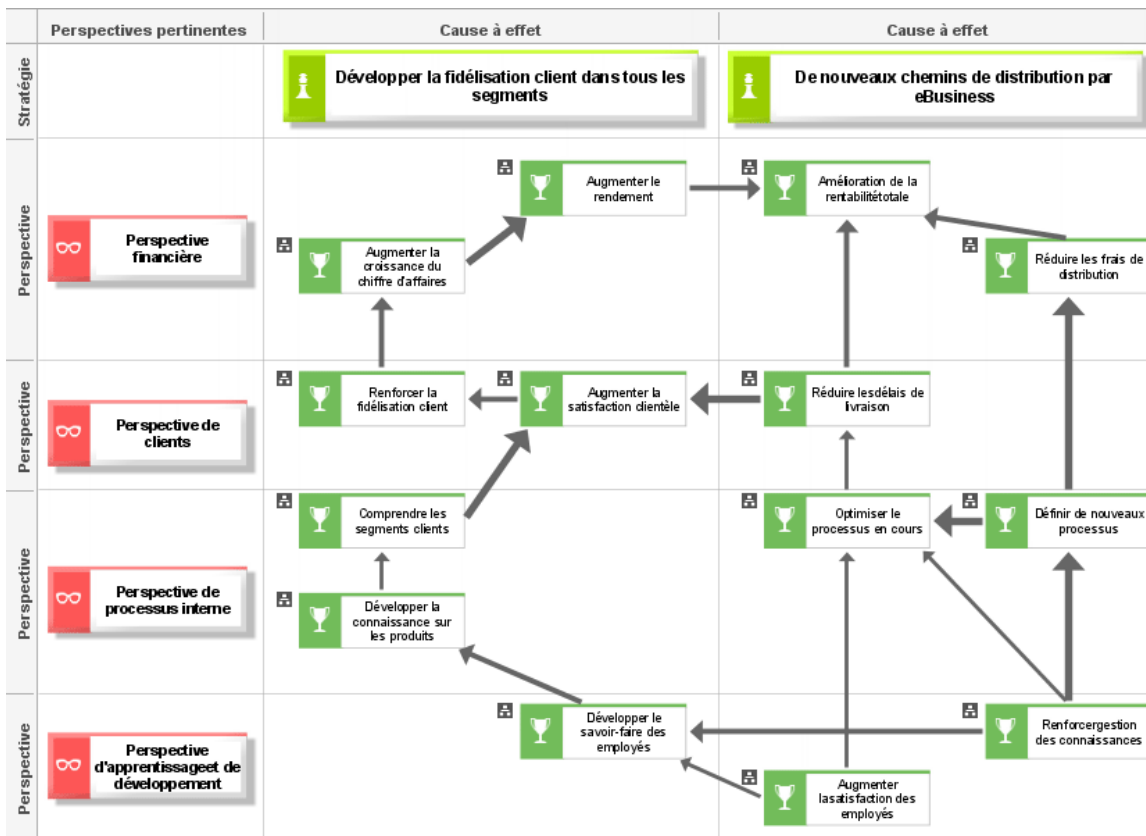 Perspectives pertinentes
Cause à effet
Cause à effet
Stratégie
Développer la fidélisation client dans tous les
segments
De nouveaux chemins de distribution par
eBusiness
Perspective
Perspective
financière
Augmenter le
rendement
Amélioration de la
rentabilitétotale
Augmenter la
croissance du
chiffre d'affaires
Réduire les frais de
distribution
Perspective
Perspective de
clients
Renforcer la
fidélisation client
Augmenter la
satisfaction clientèle
Réduire lesdélais de
livraison
Perspective
Perspective de
processus interne
Comprendre les
segments clients
Optimiser le
processus en cours
Définir de nouveaux
processus
Développer la
connaissance sur
les produits
Perspective
Perspective
d'apprentissageet de
développement
Développer le
savoir-faire des
employés
Renforcergestion
des connaissances
Augmenter
lasatisfaction des
employés